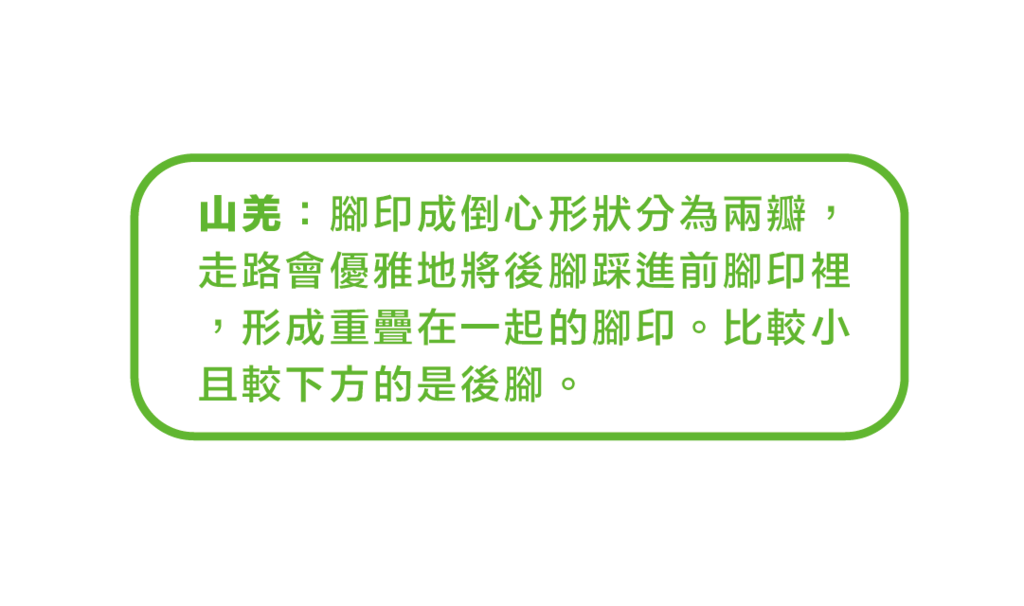 山羌：腳印成倒心形狀分為兩瓣，
走路會優雅地將後腳踩進前腳印裡
，形成重疊在一起的腳印。比較小
且較下方的是後腳。